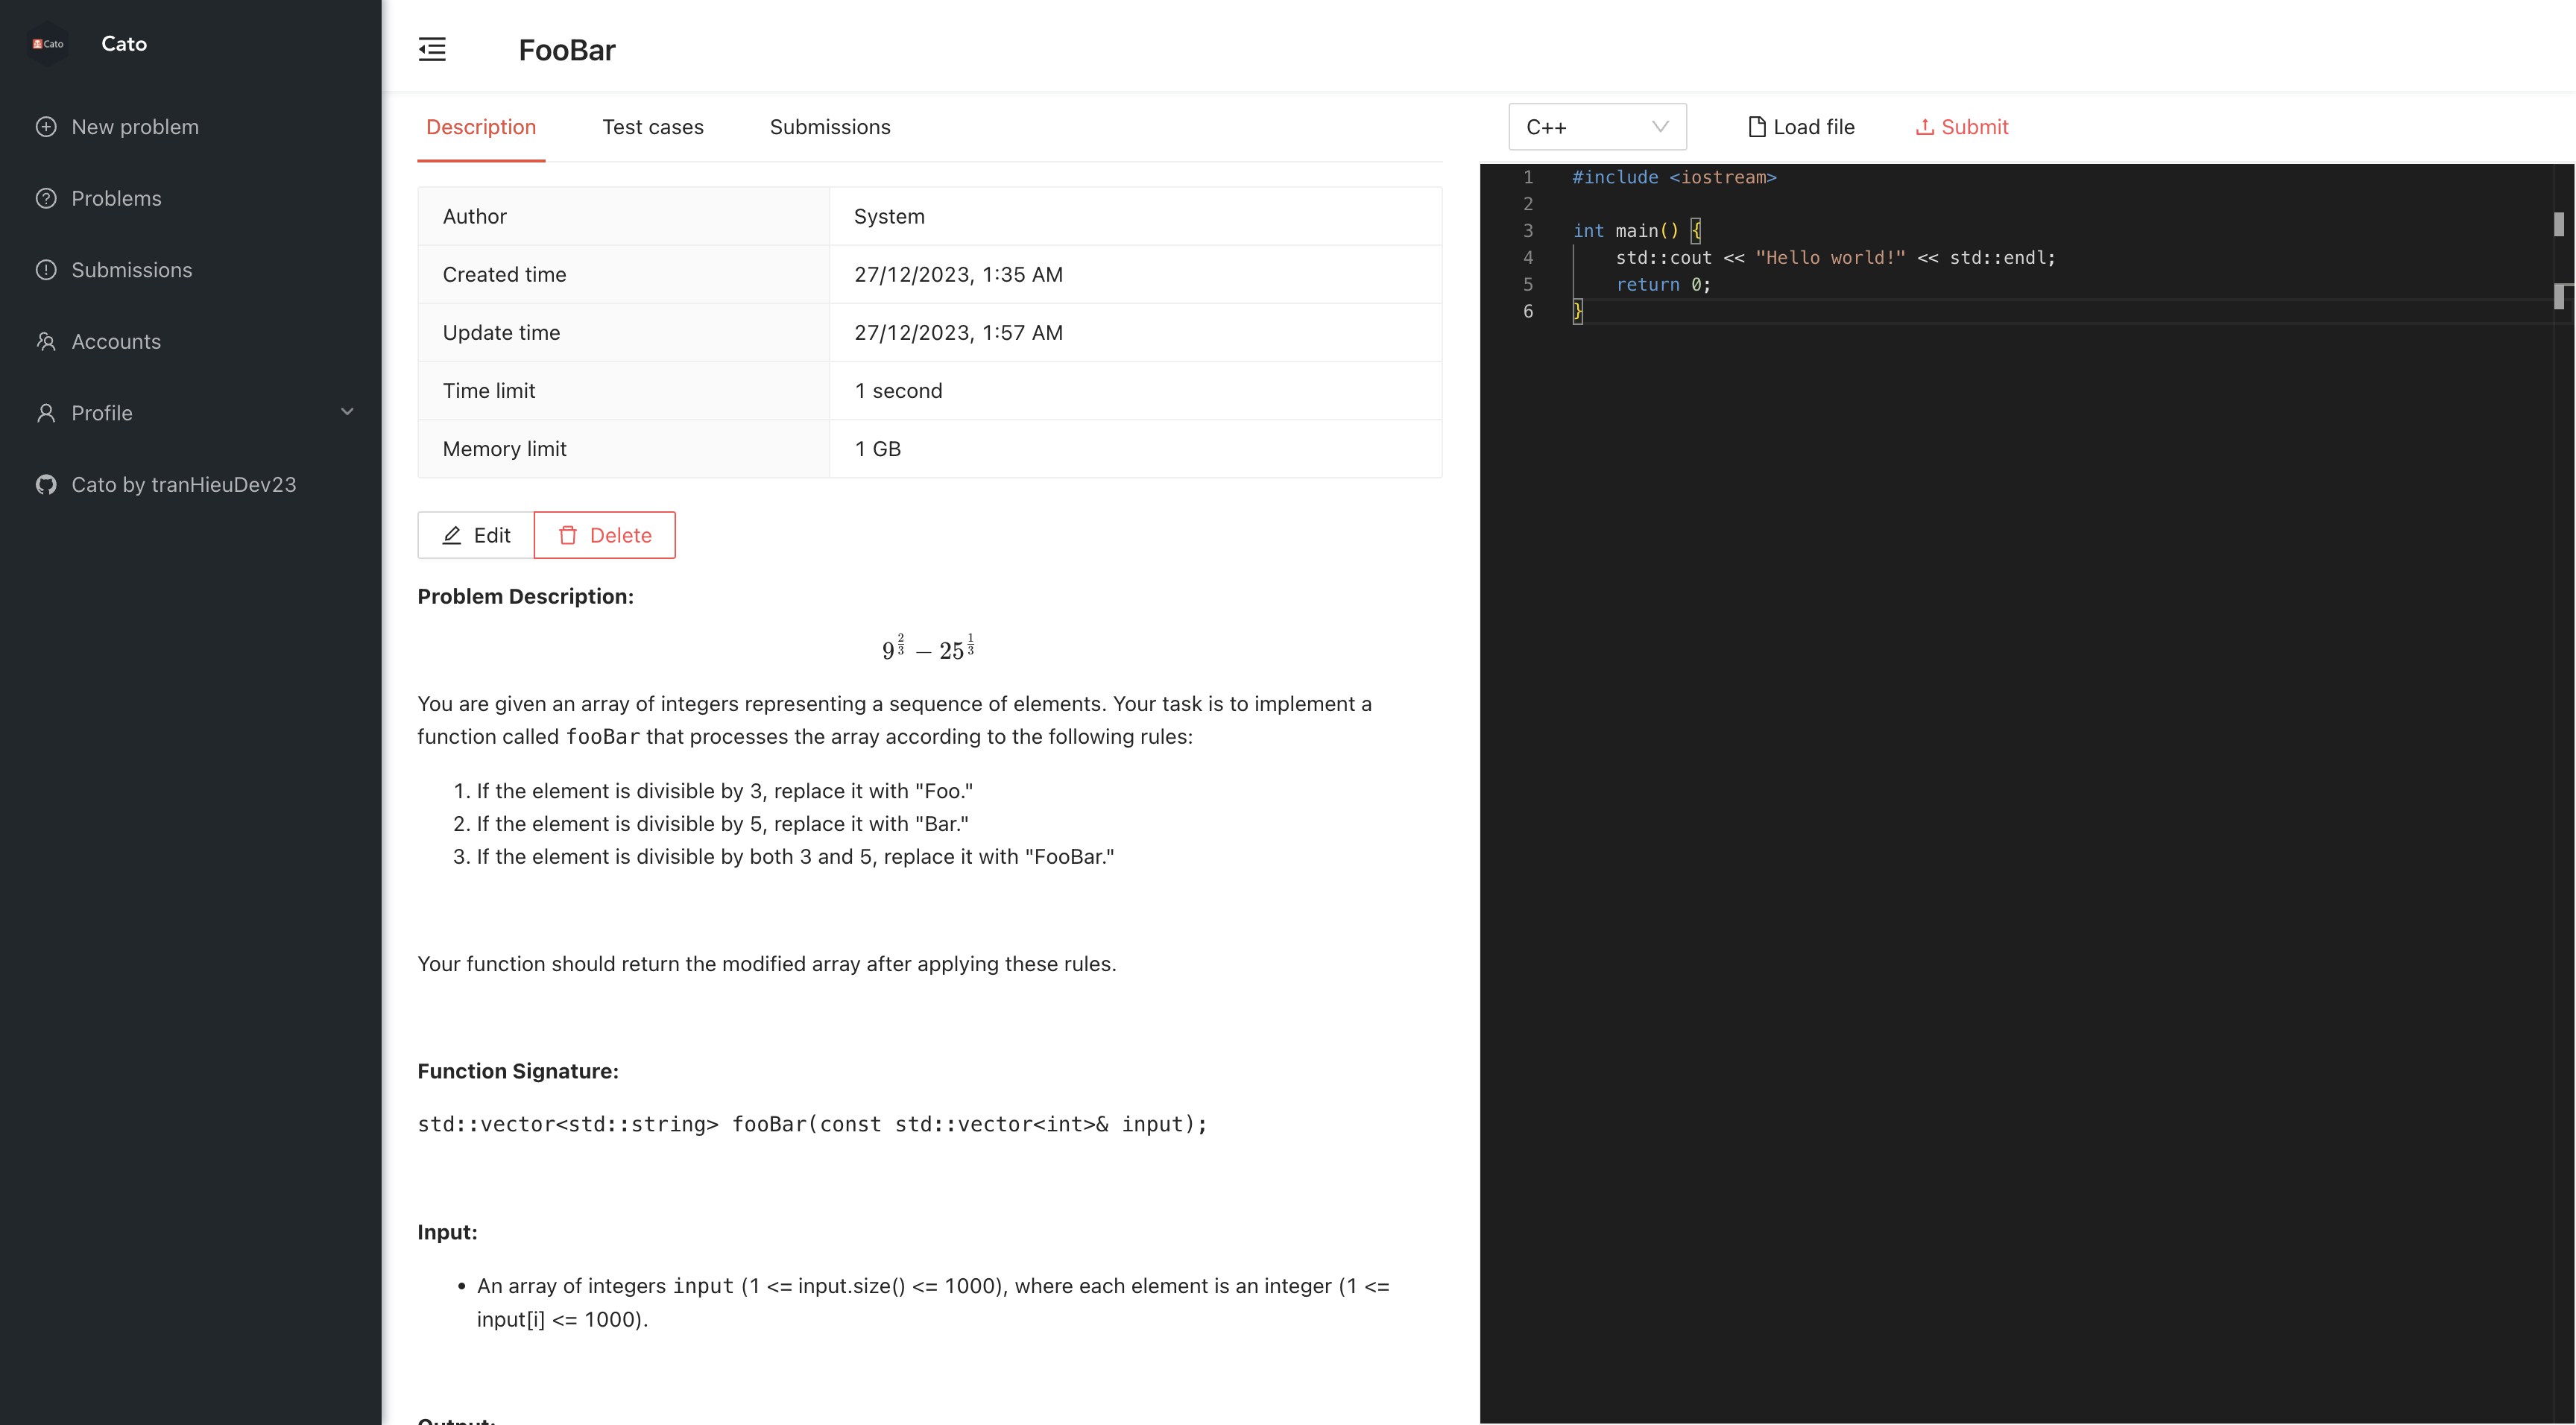 Cato
Cato
New problem
Problems
Submissions
Accounts
Profile
Cato by tranHieuDev23
FooBar
Description
Test cases
Submissions
Author
System
Created time
27/12/2023, 1:35 AM
Update time
27/12/2023, 1:57 AM
Time limit
1 second
Memory limit
1 GB
Edit
Delete
Problem Description:
9^{2/3} − 25^{1/3}
You are given an array of integers representing a sequence of elements. Your task is to implement a
function called fooBar that processes the array according to the following rules:
1. If the element is divisible by 3, replace it with "Foo."
2. If the element is divisible by 5, replace it with "Bar."
3. If the element is divisible by both 3 and 5, replace it with "FooBar."
Your function should return the modified array after applying these rules.
Function Signature:
std::vector<std::string> fooBar(const std::vector<int>& input);
Input:
• An array of integers input (1 <= input.size() <= 1000), where each element is an integer (1 <=
input[i] <= 1000).
Output:
C++
Load file
Submit
1 #include <iostream>
2
3 int main() {
4     std::cout << "Hello world!" << std::endl;
5     return 0;
6 }